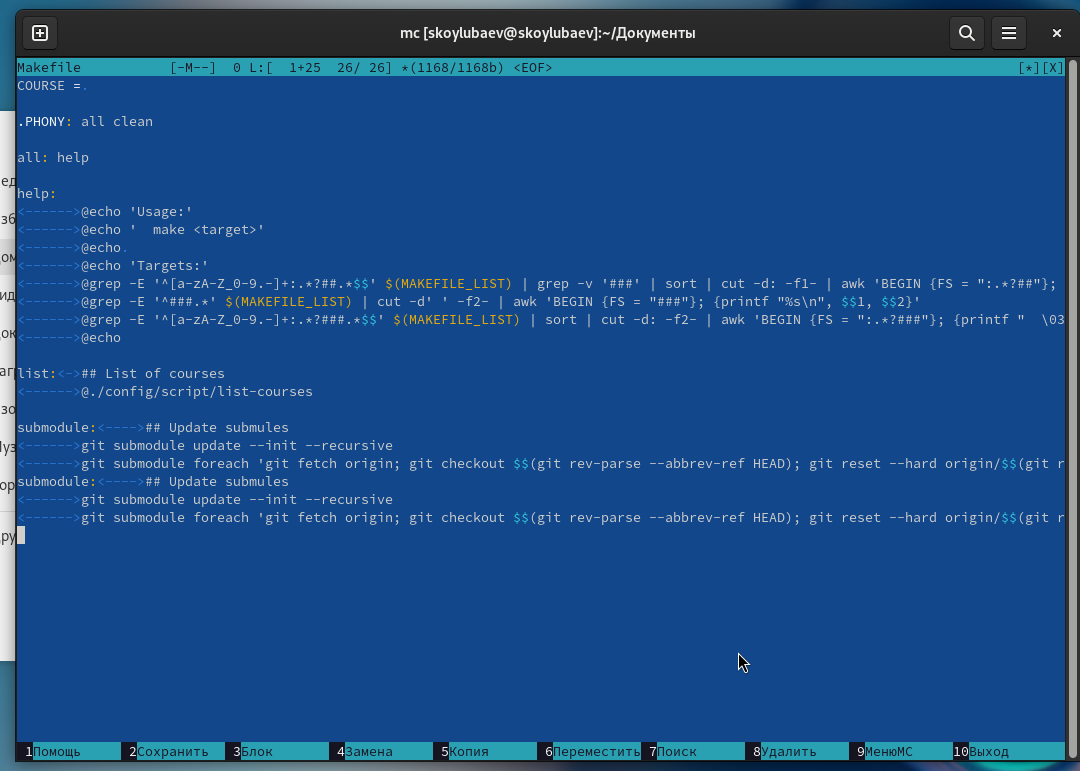 mc [skoylubaev@skoylubaev]:~/Документы
Makefile [-M--] 0 L:[ 1+25 26/ 26] *(1168/1168b) <EOF> [*][X]
COURSE =.
.PHONY: all clean
all: help
help:
<------>@echo 'Usage:'
<------>@echo '  make <target>'
<------>@echo.
<------>@echo 'Targets:'
<------>@grep -E '^[a-zA-Z_0-9.-]+:.*?##.*$$' $(MAKEFILE_LIST) | grep -v '###' | sort | cut -d: -f1- | awk 'BEGIN {FS = ":.*?##"};
<------>@grep -E '^###.*' $(MAKEFILE_LIST) | cut -d' ' -f2- | awk 'BEGIN {FS = "###"}; {printf "%s\n", $$1, $$2}'
<------>@grep -E '^[a-zA-Z_0-9.-]+:.*?###.*$$' $(MAKEFILE_LIST) | sort | cut -d: -f2- | awk 'BEGIN {FS = ":.*?###"}; {printf "  \03
<------>@echo
list:<->## List of courses
<------>@./config/script/list-courses
submodule:<---->## Update submules
<------>git submodule update --init --recursive
<------>git submodule foreach 'git fetch origin; git checkout $$(git rev-parse --abbrev-ref HEAD); git reset --hard origin/$$(git r
submodule:<---->## Update submules
<------>git submodule update --init --recursive
<------>git submodule foreach 'git fetch origin; git checkout $$(git rev-parse --abbrev-ref HEAD); git reset --hard origin/$$(git r
1Помощь 2Сохранить 3Блок 4Замена 5Копия 6Переместить 7Поиск 8Удалить 9МенюMC 10Выход